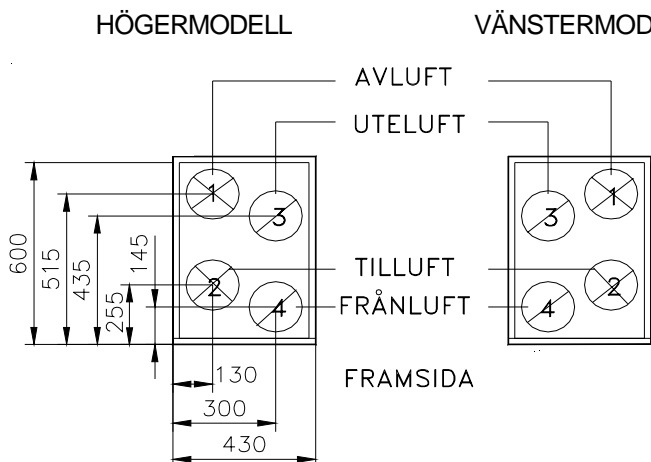 HÖGERMODELL VÄNSTERMOD
AVLUFT
UTELUFT
1 1
3 3
600 515 435 145
255
2 TILLUFT 2
4 FRÅNLUFT 4
130 FRAMSIDA
300
430